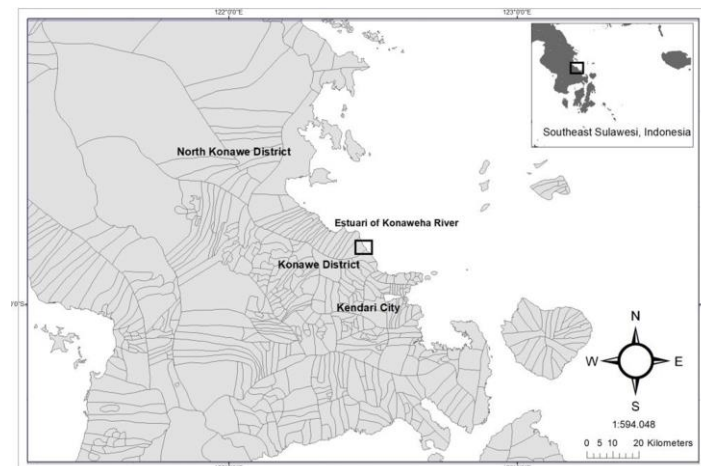 122°0'0"E
123°0'0"E
Southeast Sulawesi, Indonesia
North Konawe District
Estuari of Konaweha River
Konawe District
Kendari City
N
W
E
S
1:594.048
0 5 10 20 Kilometers